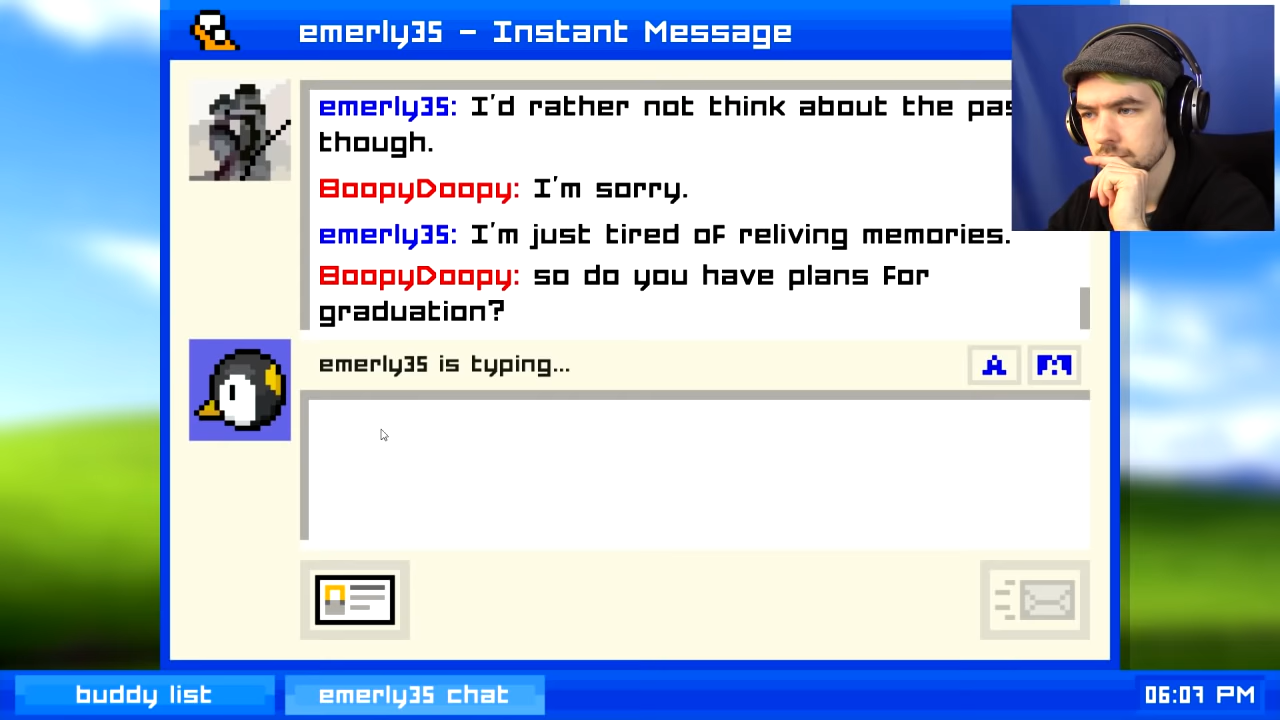 emerly35 - Instant Message
emerly35: I'd rather not think about the
though.
BoopyDoopy: I'm sorry.
emerly35: I'm just tired of reliving memories.
BoopyDoopy: so do you have plans for
graduation?
emerly35 is typing...
A
buddy list
emerly35 chat
06:07 PM